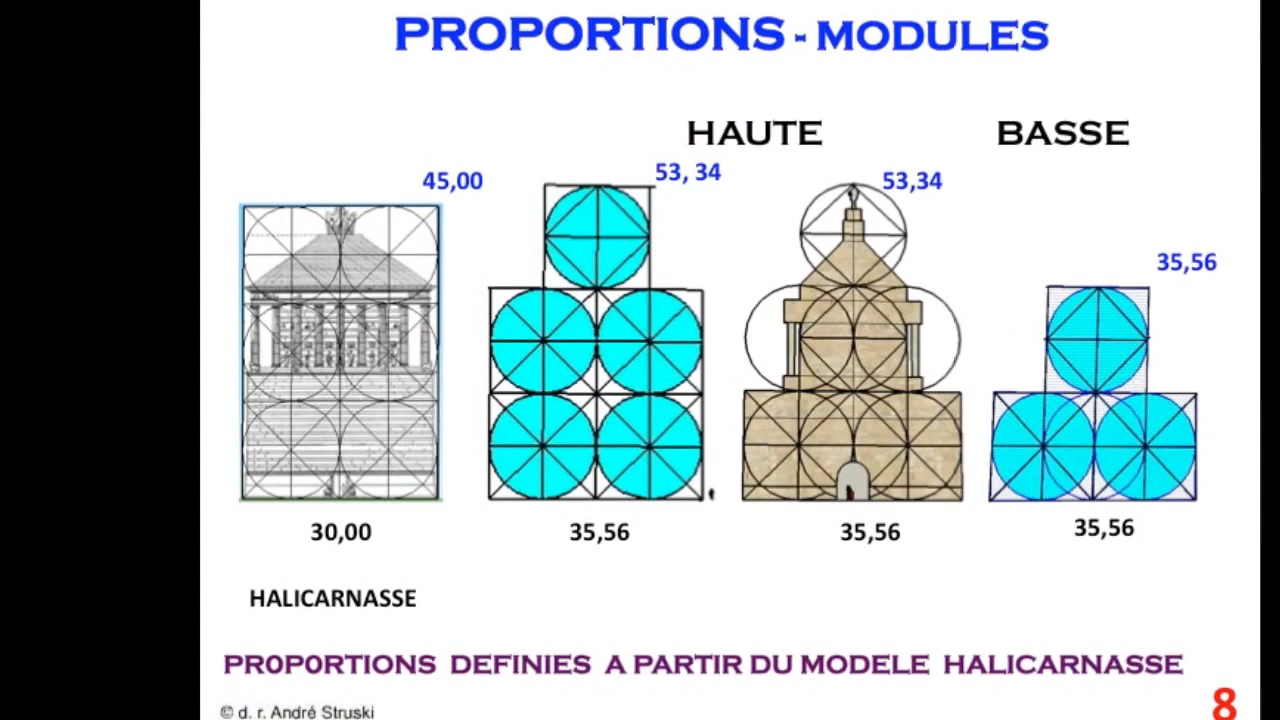 PROPORTIONS - MODULES
HAUTE BASSE
45,00 53, 34 53,34 35,56
30,00 35,56 35,56 35,56
HALICARNASSE
PROPORTIONS DEFINIES A PARTIR DU MODELE HALICARNASSE
© d. r. André Struski 8